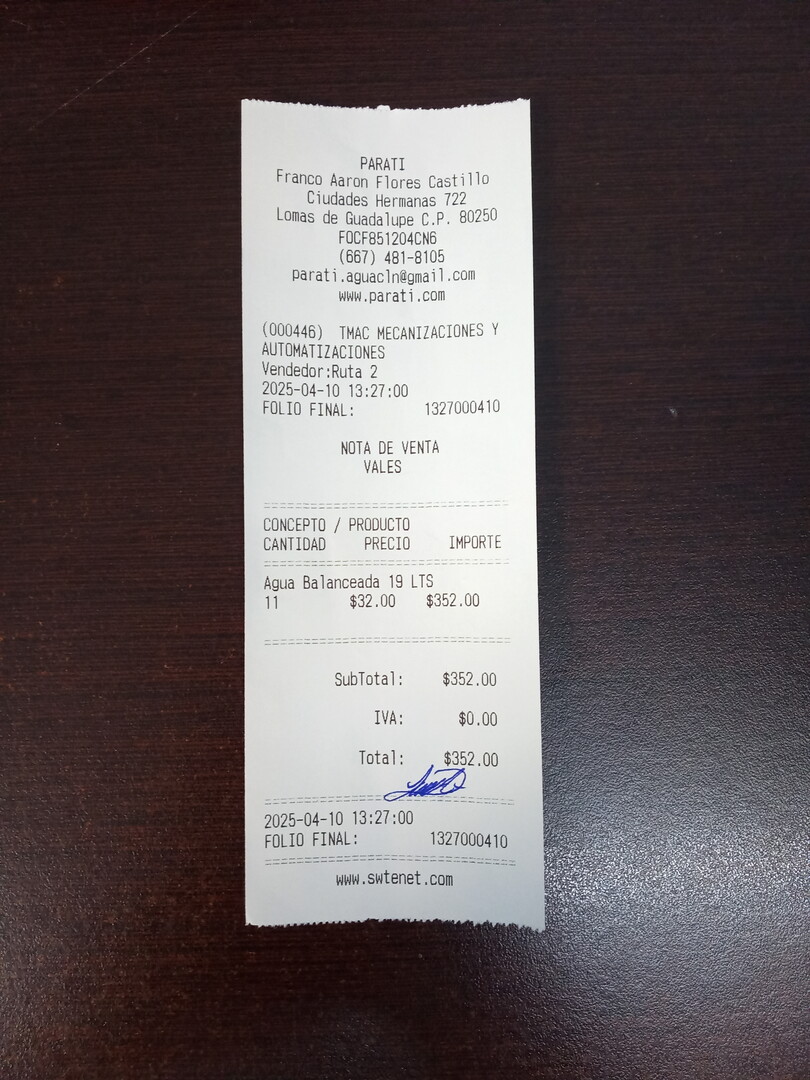 PARATI
Franco Aaron Flores Castillo
Ciudades Hermanas 722
Lomas de Guadalupe C.P. 80250
FOCF851204CN6
(667) 481-8105
parati.aguacln@gmail.com
www.parati.com
(000446) TMAC MECANIZACIONES Y
AUTOMATIZACIONES
Vendedor:Ruta 2
2025-04-10 13:27:00
FOLIO FINAL: 1327000410
NOTA DE VENTA
VALES
CONCEPTO / PRODUCTO
CANTIDAD PRECIO IMPORTE
Agua Balanceada 19 LTS
11 $32.00 $352.00
SubTotal: $352.00
IVA: $0.00
Total: $352.00
2025-04-10 13:27:00
FOLIO FINAL: 1327000410
www.swtenet.com